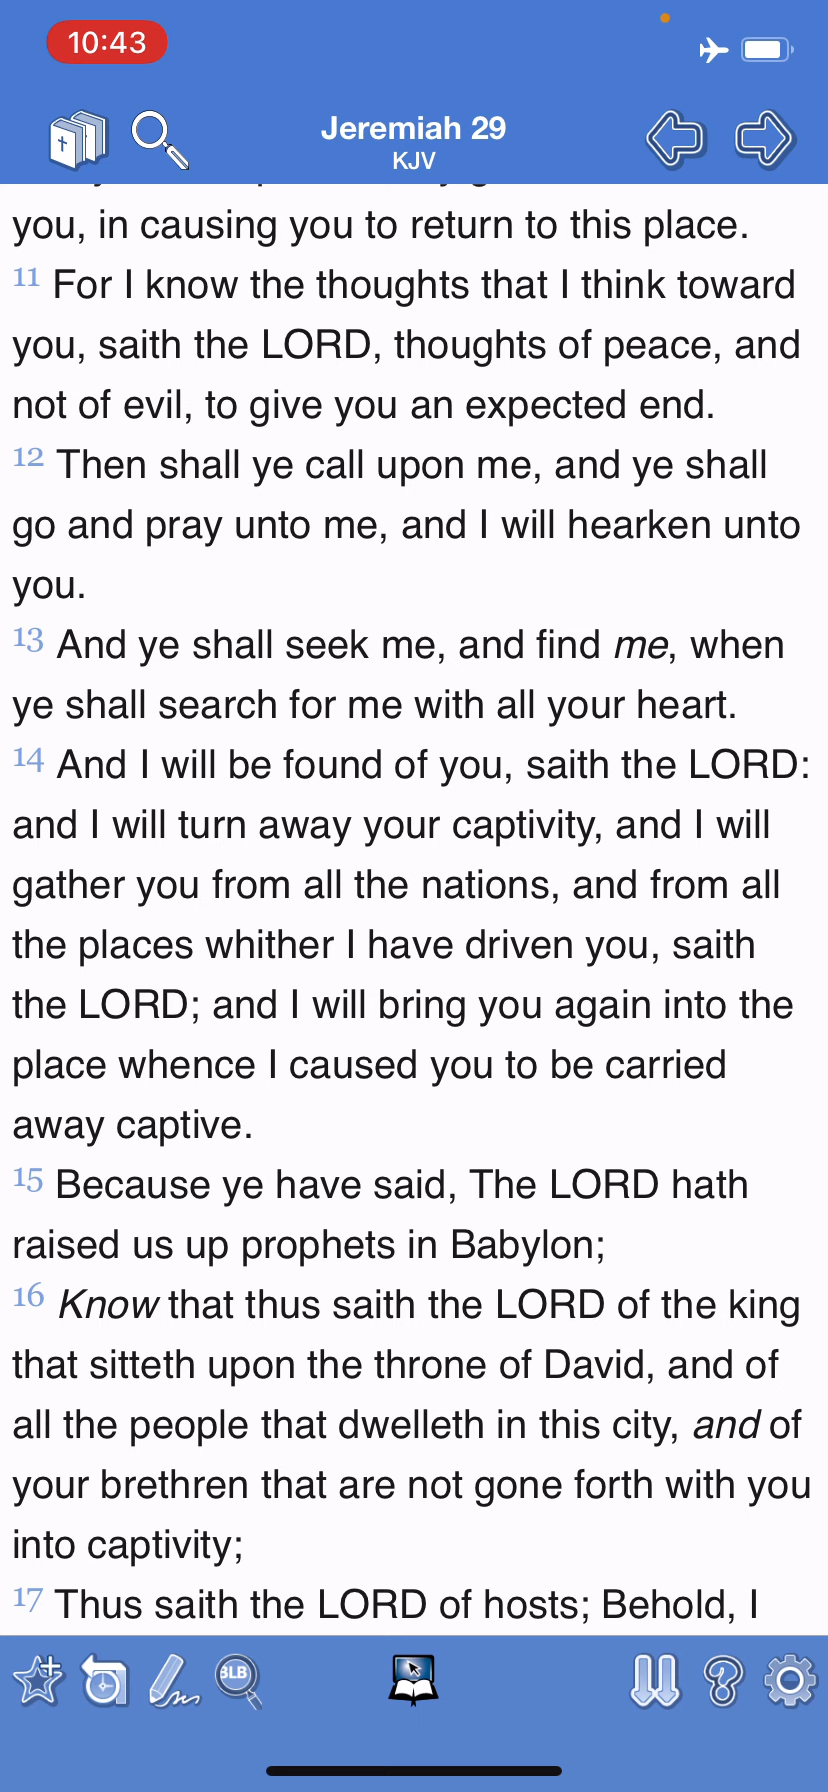 10:43
Jeremiah 29
KJV
you, in causing you to return to this place.
11 For I know the thoughts that I think toward
you, saith the LORD, thoughts of peace, and
not of evil, to give you an expected end.
12 Then shall ye call upon me, and ye shall
go and pray unto me, and I will hearken unto
you.
13 And ye shall seek me, and find me, when
ye shall search for me with all your heart.
14 And I will be found of you, saith the LORD:
and I will turn away your captivity, and I will
gather you from all the nations, and from all
the places whither I have driven you, saith
the LORD; and I will bring you again into the
place whence I caused you to be carried
away captive.
15 Because ye have said, The LORD hath
raised us up prophets in Babylon;
16 Know that thus saith the LORD of the king
that sitteth upon the throne of David, and of
all the people that dwelleth in this city, and of
your brethren that are not gone forth with you
into captivity;
17 Thus saith the LORD of hosts; Behold, I
BLB